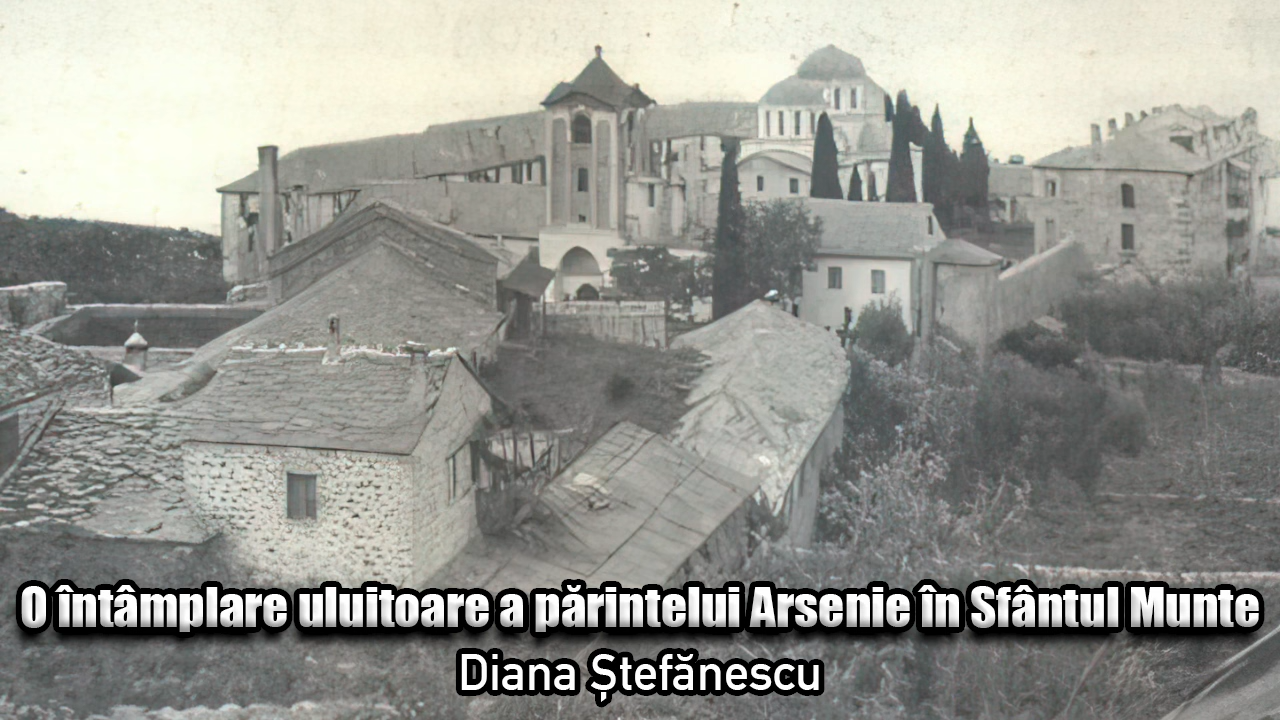 O întâmplare uluitoare a părintelui Arsenie în Sfântul Munte
Diana Ștefănescu